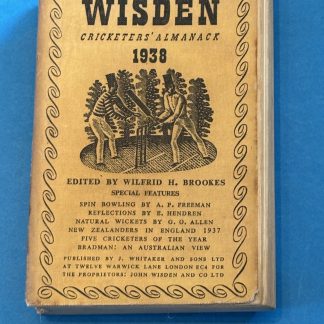 WISDEN
CRICKETERS' ALMANACK
1938
EDITED BY WILFRID H. BROOKES
SPECIAL FEATURES
SPIN BOWLING BY A. P. FREEMAN
REFLECTIONS BY E. HENDREN
NATURAL WICKETS BY G. O. ALLEN
NEW ZEALANDERS IN ENGLAND 1937
FIVE CRICKETERS OF THE YEAR
BRADMAN: AN AUSTRALIAN VIEW
PUBLISHED BY J. WHITAKER AND SONS LTD
AT TWELVE WARWICK LANE LONDON EC4 FOR
THE PROPRIETORS: JOHN WISDEN AND CO LTD